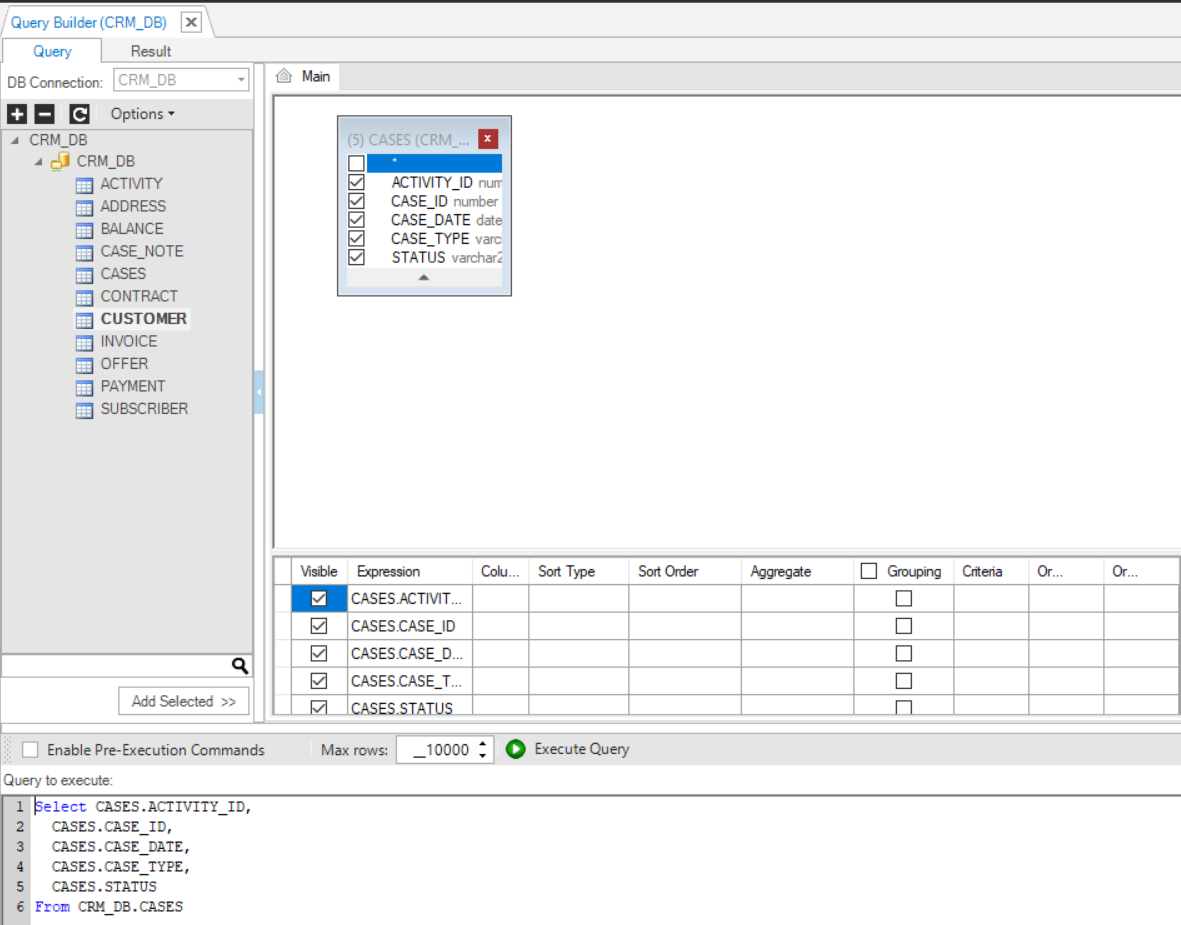 Query Builder (CRM_DB)
Query Result
DB Connection: CRM_DB
Main
Options
CRM_DB
CRM_DB
ACTIVITY
ADDRESS
BALANCE
CASE_NOTE
CASES
CONTRACT
CUSTOMER
INVOICE
OFFER
PAYMENT
SUBSCRIBER
Add Selected >>
(5) CASES (CRM_...
*
ACTIVITY_ID num
CASE_ID number
CASE_DATE date
CASE_TYPE varc
STATUS varchar2
Visible Expression Colu... Sort Type Sort Order Aggregate Grouping Criteria Or... Or...
CASES.ACTIVIT...
CASES.CASE_ID
CASES.CASE_D...
CASES.CASE_T...
CASES.STATUS
Enable Pre-Execution Commands Max rows: __10000 Execute Query
Query to execute:
1 Select CASES.ACTIVITY_ID,
2 CASES.CASE_ID,
3 CASES.CASE_DATE,
4 CASES.CASE_TYPE,
5 CASES.STATUS
6 From CRM_DB.CASES